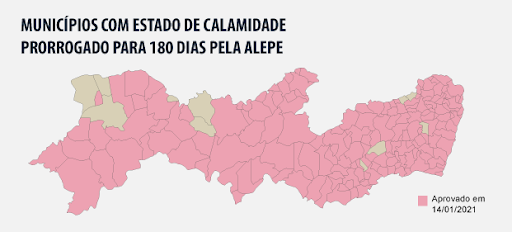 MUNICÍPIOS COM ESTADO DE CALAMIDADE
PRORROGADO PARA 180 DIAS PELA ALEPE
Aprovado em
14/01/2021